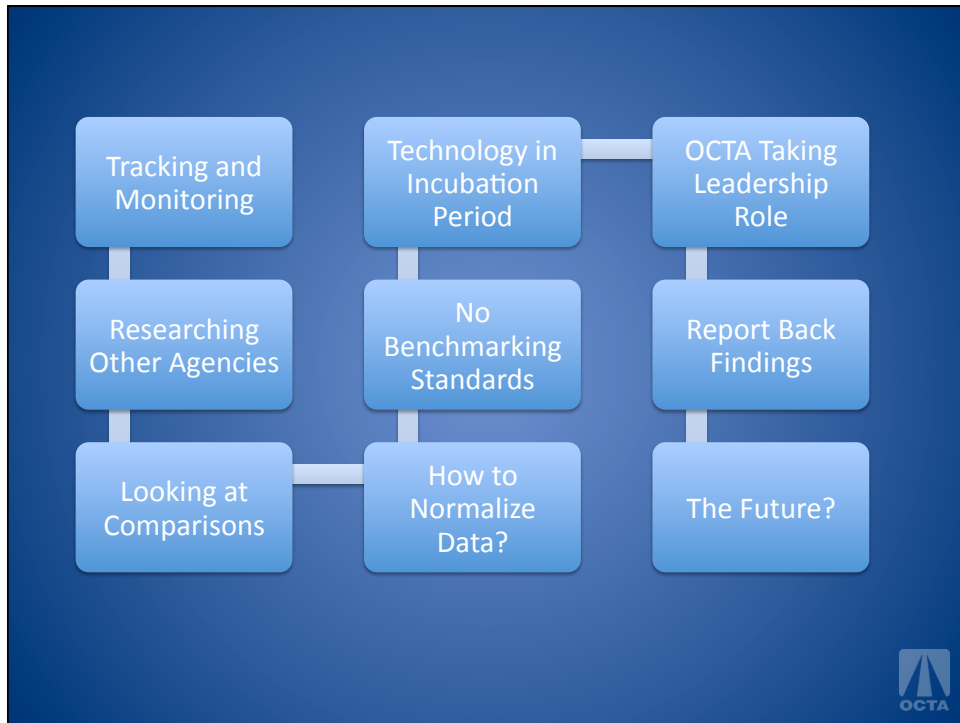 Tracking and
Monitoring
Researching
Other Agencies
Looking at
Comparisons
How to
Normalize
Data?
No
Benchmarking
Standards
Technology in
Incubation
Period
OCTA Taking
Leadership
Role
Report Back
Findings
The Future?
OCTA